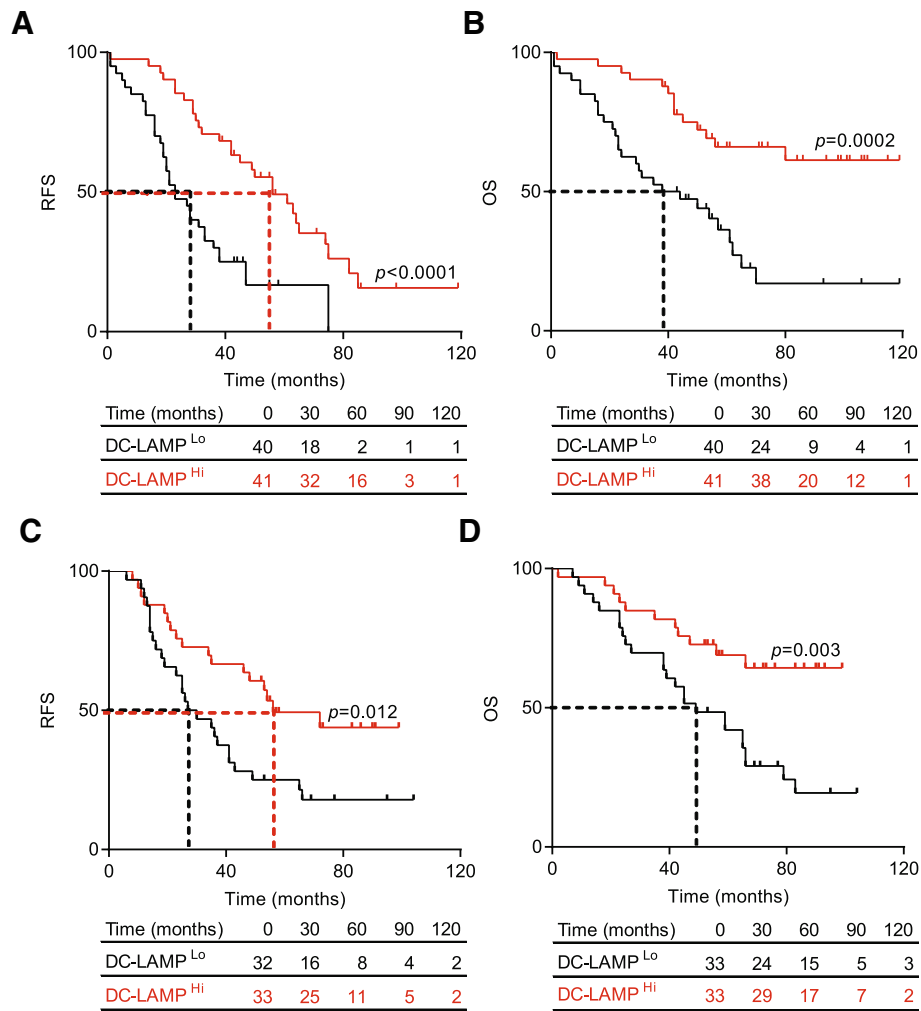 A
100
50
0
RFS
p<0.0001
0 40 80 120
Time (months)
Time (months) 0 30 60 90 120
DC-LAMP Lo 40 18 2 1 1
DC-LAMP Hi 41 32 16 3 1
B
100
50
0
OS
p=0.0002
0 40 80 120
Time (months)
Time (months) 0 30 60 90 120
DC-LAMP Lo 40 24 9 4 1
DC-LAMP Hi 41 38 20 12 1
C
100
50
0
RFS
p=0.012
0 40 80 120
Time (months)
Time (months) 0 30 60 90 120
DC-LAMP Lo 32 16 8 4 2
DC-LAMP Hi 33 25 11 5 2
D
100
50
0
OS
p=0.003
0 40 80 120
Time (months)
Time (months) 0 30 60 90 120
DC-LAMP Lo 33 24 15 5 3
DC-LAMP Hi 33 29 17 7 2